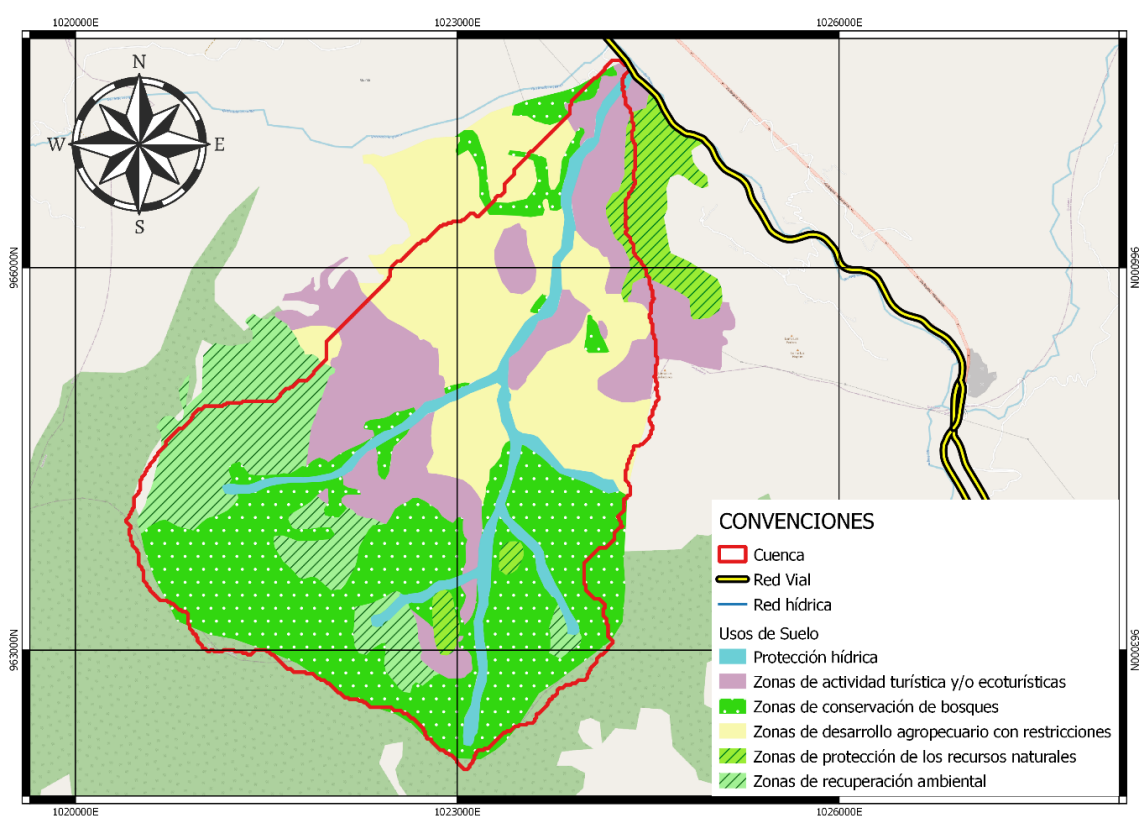 1020000E
1023000E
1026000E
N
W
E
S
966000N
966000N
963000N
963000N
CONVENCIONES
Cuenca
Red Vial
Red hídrica
Usos de Suelo
Protección hídrica
Zonas de actividad turística y/o ecoturísticas
Zonas de conservación de bosques
Zonas de desarrollo agropecuario con restricciones
Zonas de protección de los recursos naturales
Zonas de recuperación ambiental
1020000E
1023000E
1026000E